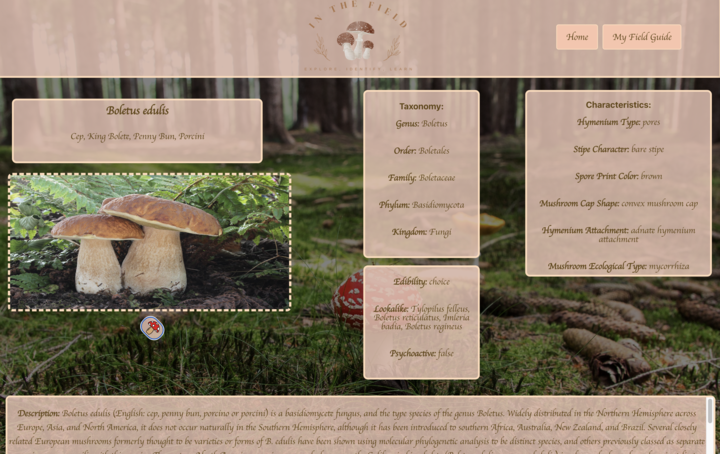 IN THE FIELD
Home
My Field Guide
Boletus edulis
Cep, King Bolete, Penny Bun, Porcini
Taxonomy:
Genus: Boletus
Order: Boletales
Family: Boletaceae
Phylum: Basidiomycota
Kingdom: Fungi
Edibility: choice
Lookalike: Tylopilus felleus,
Boletus reticulatus, Imleria
badia, Boletus regineus
Psychoactive: false
Characteristics:
Hymenium Type: pores
Stipe Character: bare stipe
Spore Print Color: brown
Mushroom Cap Shape: convex mushroom cap
Hymenium Attachment: adnate hymenium
attachment
Mushroom Ecological Type: mycorrhiza
Description: Boletus edulis (English: cep, penny bun, porcino or porcini) is a basidiomycete fungus, and the type species of the genus Boletus. Widely distributed in the Northern Hemisphere across
Europe, Asia, and North America, it does not occur naturally in the Southern Hemisphere, although it has been introduced to southern Africa, Australia, New Zealand, and Brazil. Several closely
related European mushrooms formerly thought to be varieties or forms of B. edulis have been shown using molecular phylogenetic analysis to be distinct species, and others previously classed as separate